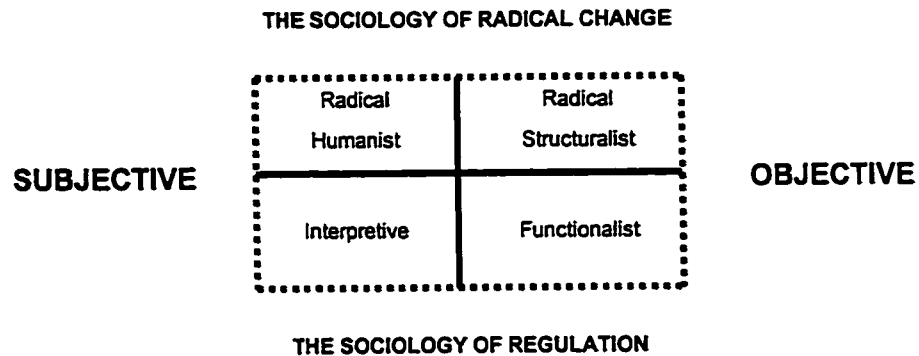 THE SOCIOLOGY OF RADICAL CHANGE
Radical Radical
Humanist Structuralist
SUBJECTIVE OBJECTIVE
Interpretive Functionalist
THE SOCIOLOGY OF REGULATION